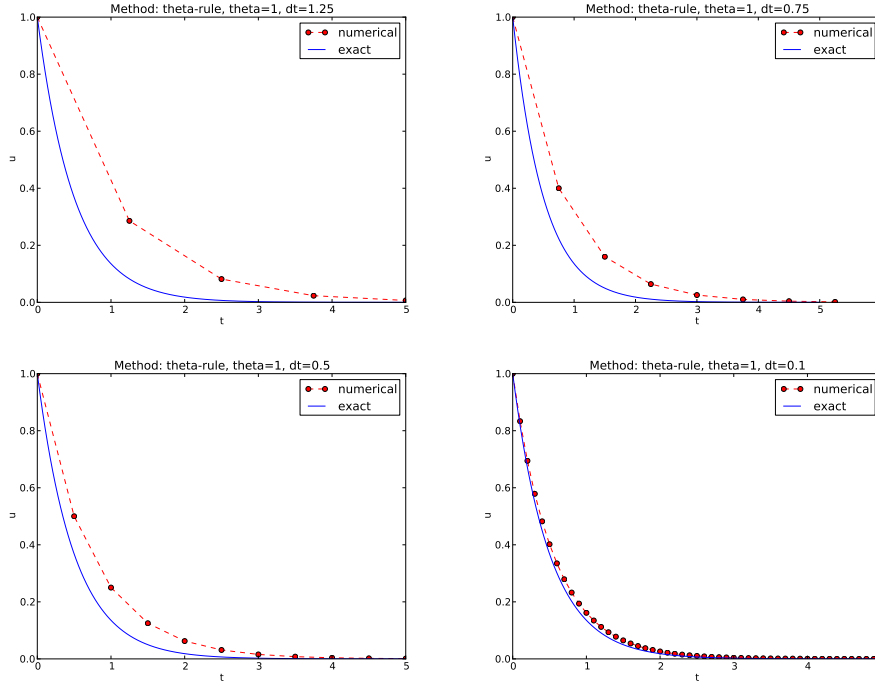 Method: theta-rule, theta=1, dt=1.25
1.0
0.8
0.6
0.4
0.2
0.0
u
numerical
exact
0 1 2 3 4 5
t
Method: theta-rule, theta=1, dt=0.75
1.0
0.8
0.6
0.4
0.2
0.0
u
numerical
exact
0 1 2 3 4 5
t
Method: theta-rule, theta=1, dt=0.5
1.0
0.8
0.6
0.4
0.2
0.0
u
numerical
exact
0 1 2 3 4 5
t
Method: theta-rule, theta=1, dt=0.1
1.0
0.8
0.6
0.4
0.2
0.0
u
numerical
exact
0 1 2 3 4
t